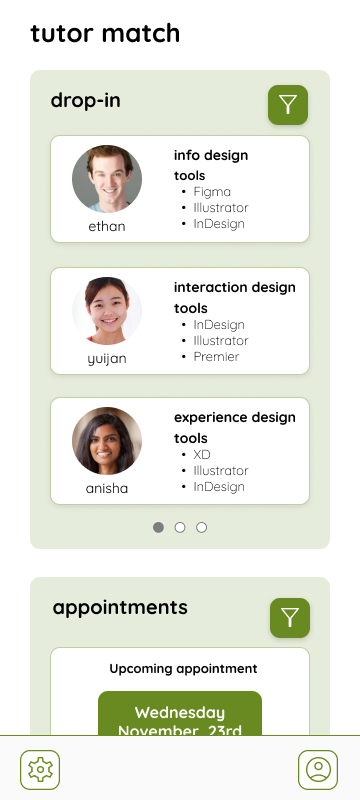 tutor match
drop-in
info design
tools
• Figma
• Illustrator
• InDesign
ethan
interaction design
tools
• InDesign
• Illustrator
• Premier
yuijan
experience design
tools
• XD
• Illustrator
• InDesign
anisha
appointments
Upcoming appointment
Wednesday
November 23rd